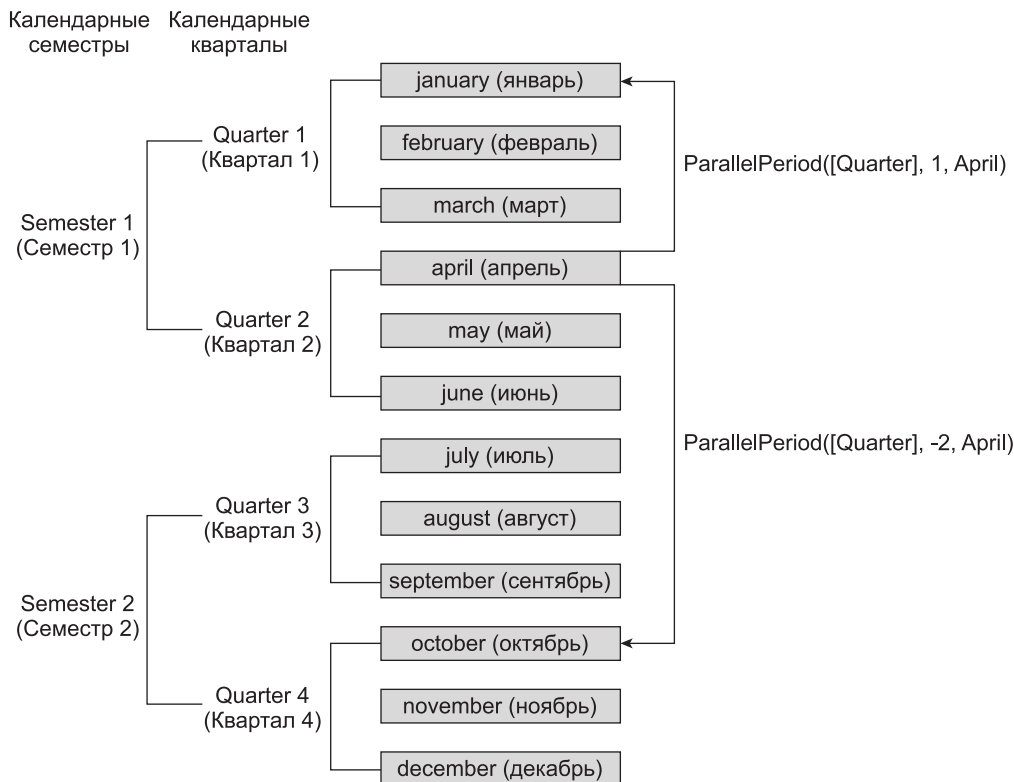 Календарные
семестры
Календарные
кварталы
january (январь)
february (февраль)
march (март)
april (апрель)
may (май)
june (июнь)
july (июль)
august (август)
september (сентябрь)
october (октябрь)
november (ноябрь)
december (декабрь)
Quarter 1
(Квартал 1)
Quarter 2
(Квартал 2)
Quarter 3
(Квартал 3)
Quarter 4
(Квартал 4)
Semester 1
(Семестр 1)
Semester 2
(Семестр 2)
ParallelPeriod([Quarter], 1, April)
ParallelPeriod([Quarter], -2, April)